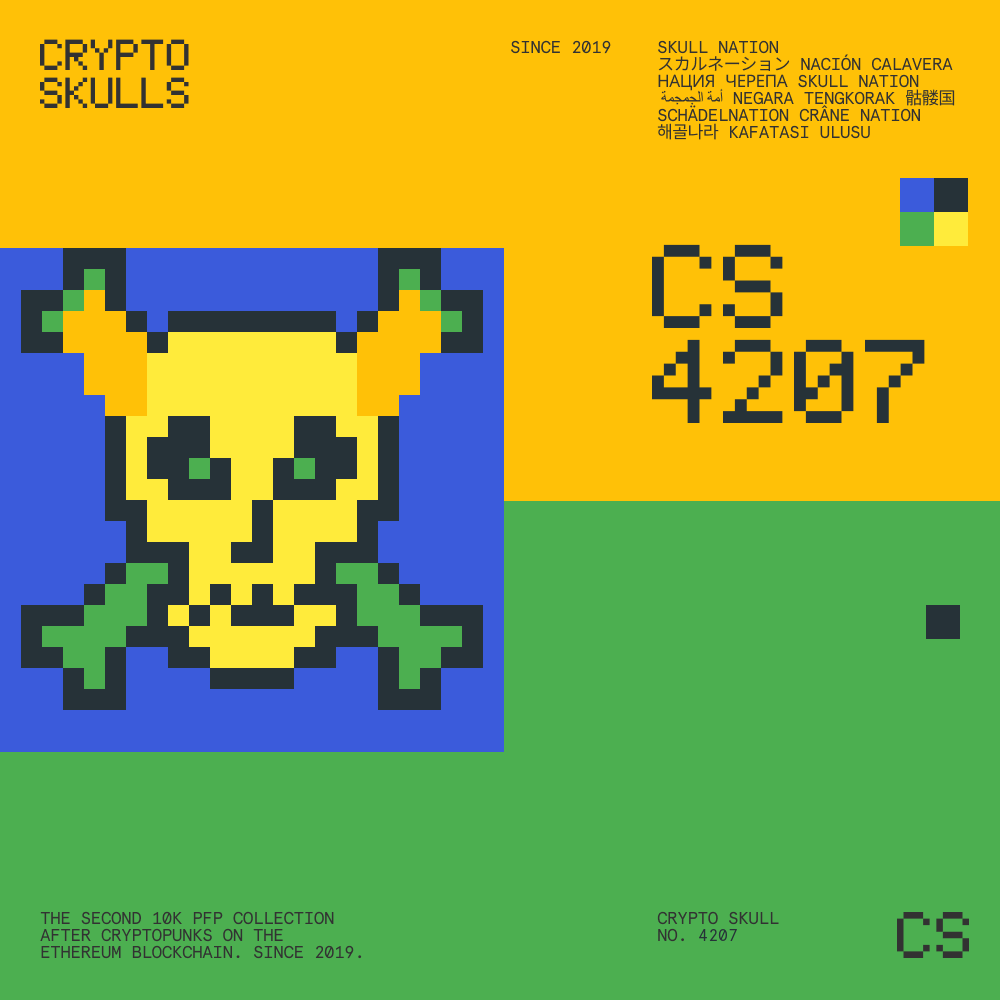 CRYPTO
SKULLS
SINCE 2019
SKULL NATION
スカルネーション NACIÓN CALAVERA
НАЦИЯ ЧЕРЕПА SKULL NATION
أمة الجمجمة NEGARA TENGKORAK 骷髅国
SCHÄDELNATION CRÂNE NATION
해골나라 KAFATASI ULUSU
CS
4207
THE SECOND 10K PFP COLLECTION
AFTER CRYPTOPUNKS ON THE
ETHEREUM BLOCKCHAIN. SINCE 2019.
CRYPTO SKULL
NO. 4207
CS